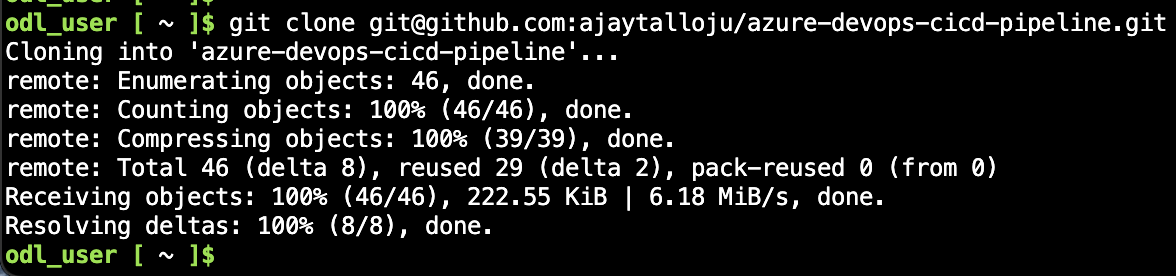 odl_user [ ~ ]$ git clone git@github.com:ajaytalloju/azure-devops-cicd-pipeline.git
Cloning into 'azure-devops-cicd-pipeline'...
remote: Enumerating objects: 46, done.
remote: Counting objects: 100% (46/46), done.
remote: Compressing objects: 100% (39/39), done.
remote: Total 46 (delta 8), reused 29 (delta 2), pack-reused 0 (from 0)
Receiving objects: 100% (46/46), 222.55 KiB | 6.18 MiB/s, done.
Resolving deltas: 100% (8/8), done.
odl_user [ ~ ]$